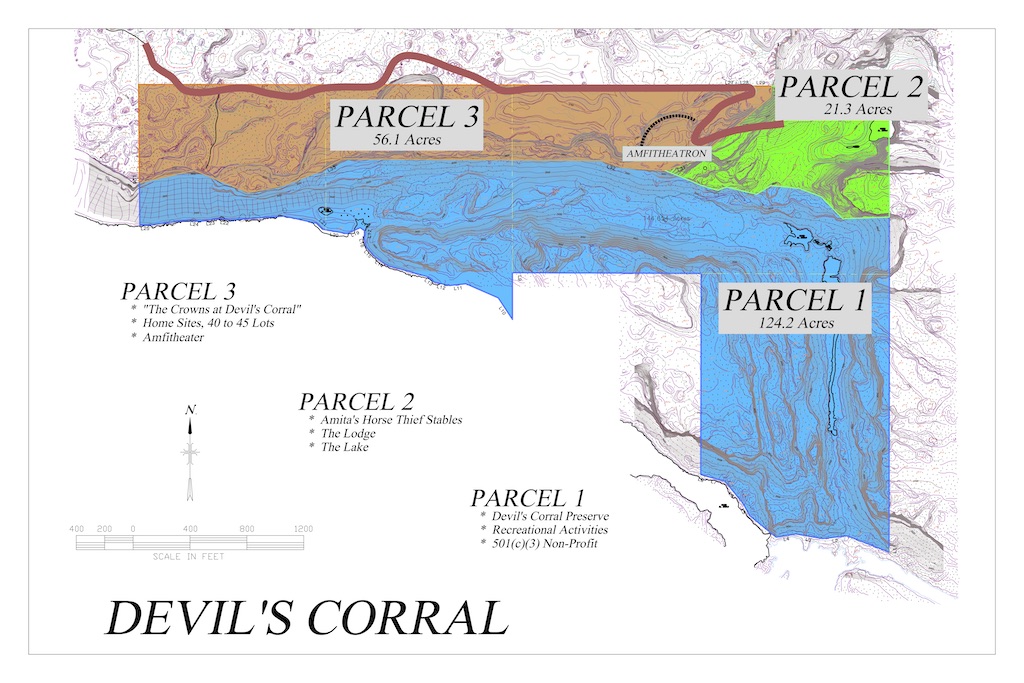 PARCEL 2
21.3 Acres
PARCEL 3
56.1 Acres
AMFITHEATRON
PARCEL 1
124.2 Acres
PARCEL 3
* "The Crowns at Devil's Corral"
* Home Sites, 40 to 45 Lots
* Amfitheater
PARCEL 2
* Amita's Horse Thief Stables
* The Lodge
* The Lake
N
PARCEL 1
* Devil's Corral Preserve
* Recreational Activities
* 501(c)(3) Non-Profit
400 200 0 400 800 1200
SCALE IN FEET
DEVIL'S CORRAL